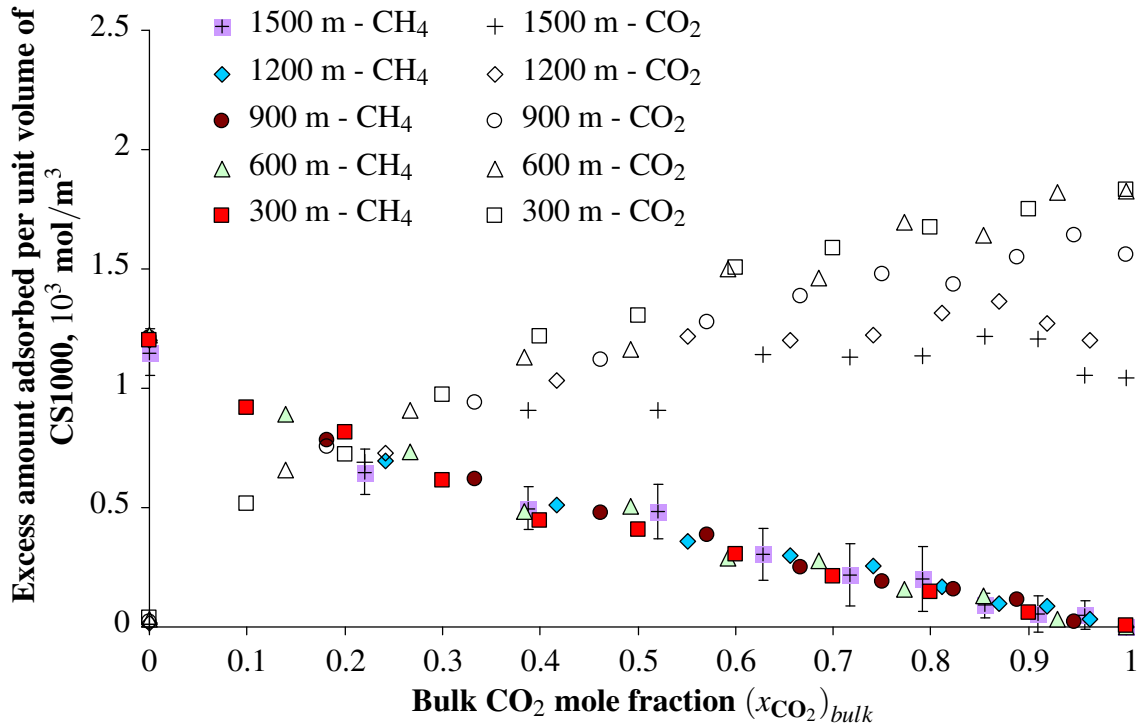 Excess amount adsorbed per unit volume of
CS1000, 10³ mol/m³
2.5
2
1.5
1
0.5
0
1500 m - CH₄
1200 m - CH₄
900 m - CH₄
600 m - CH₄
300 m - CH₄
1500 m - CO₂
1200 m - CO₂
900 m - CO₂
600 m - CO₂
300 m - CO₂
0 0.1 0.2 0.3 0.4 0.5 0.6 0.7 0.8 0.9 1
Bulk CO₂ mole fraction (x_CO₂)_bulk